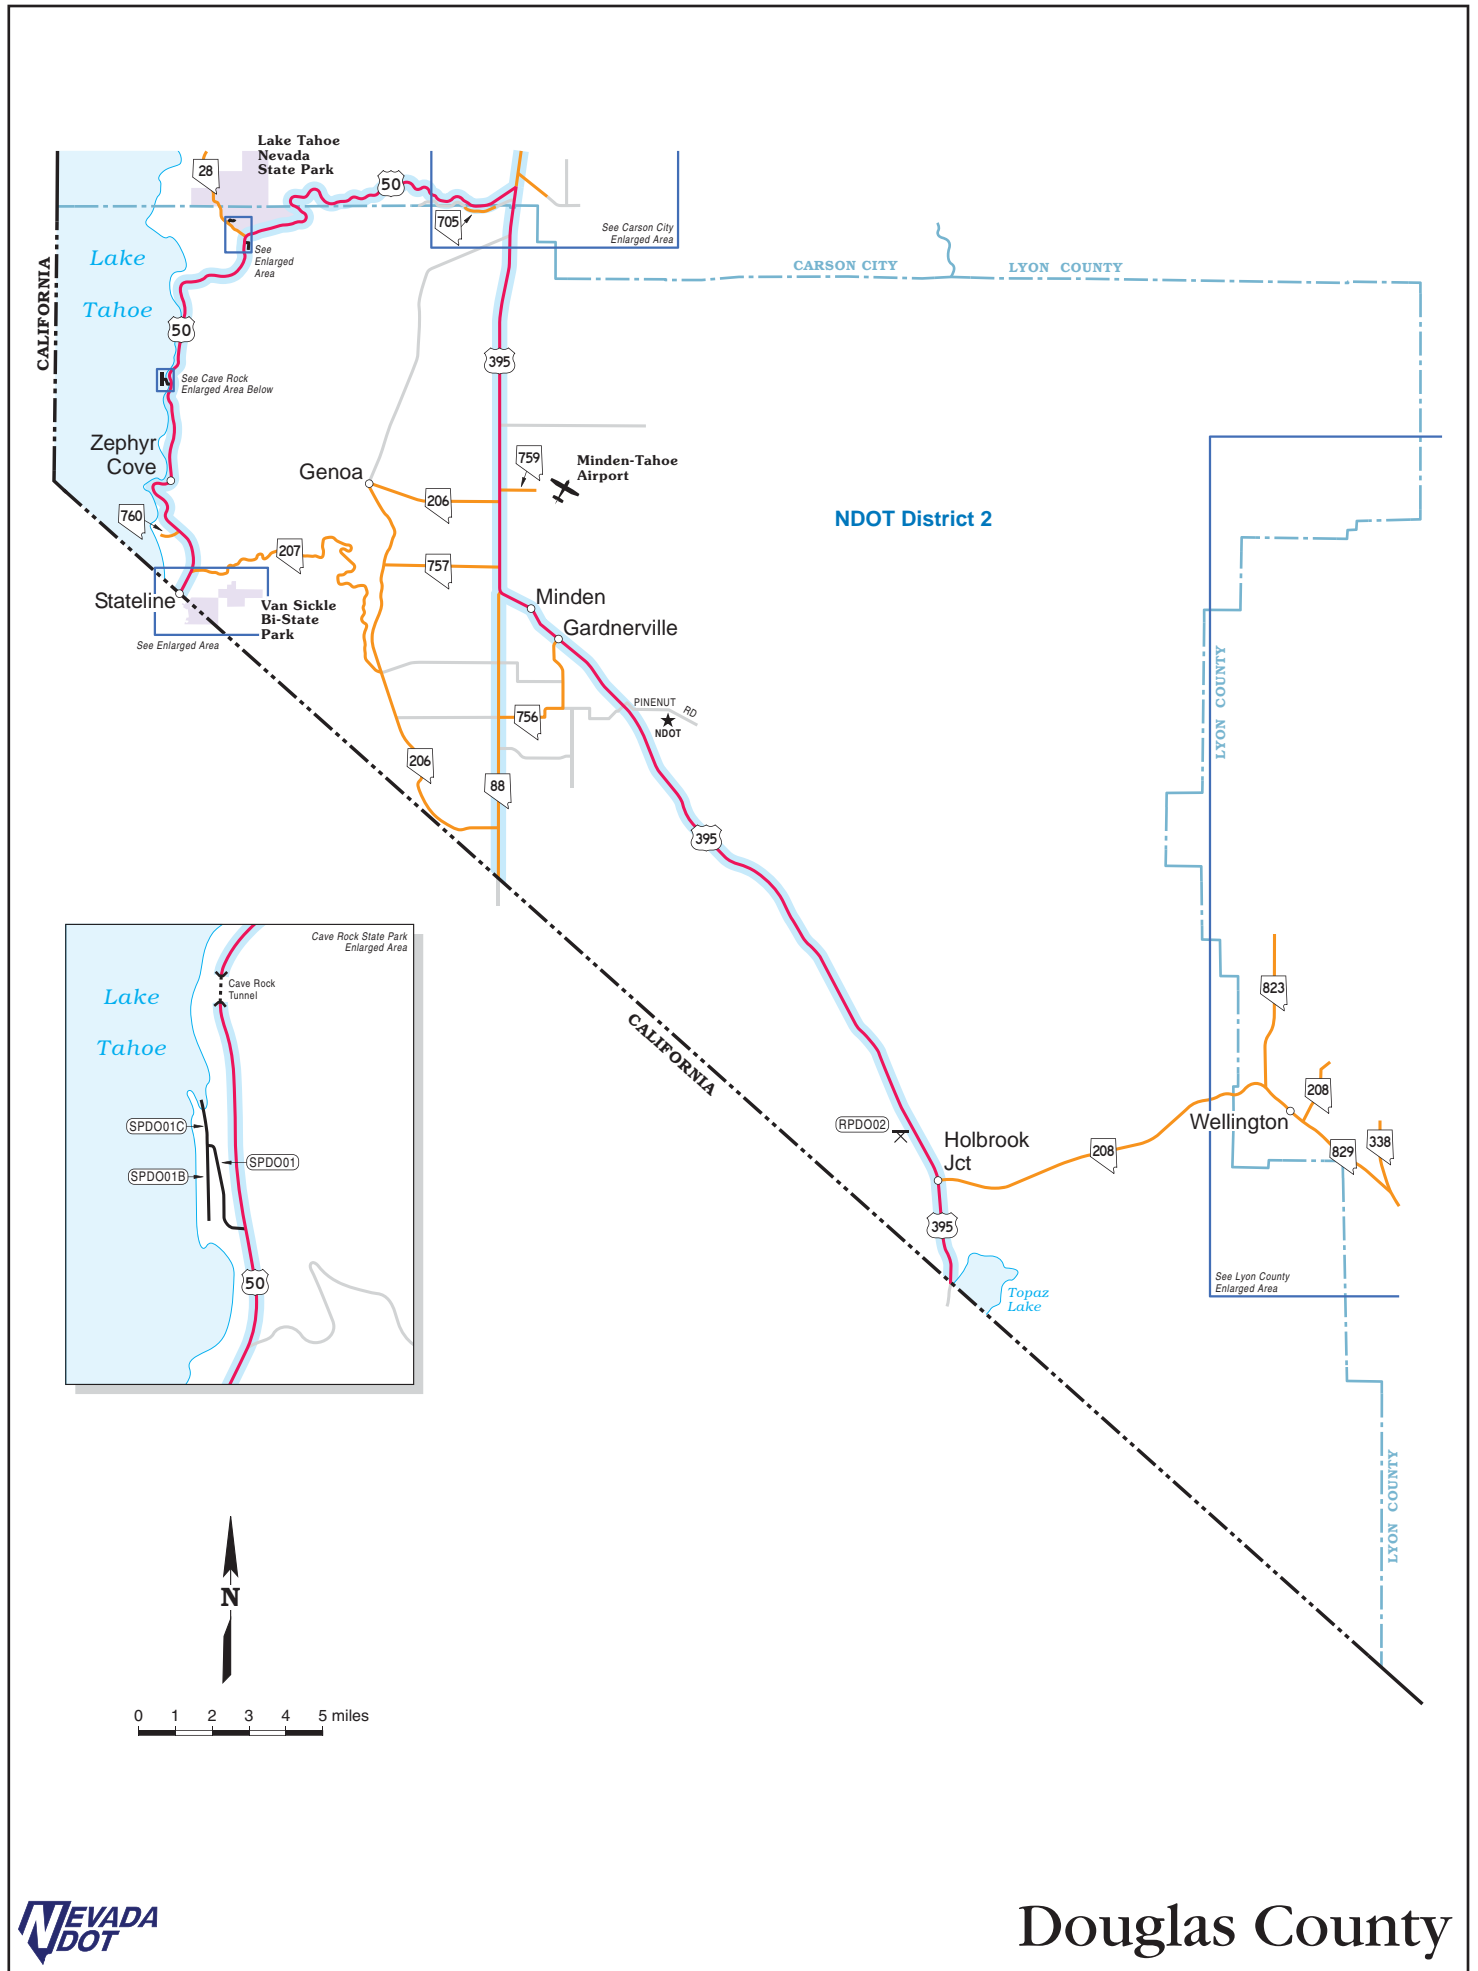 Lake Tahoe
Nevada
State Park
28
50
705
See Carson City
Enlarged Area
See
Enlarged
Area
Lake
Tahoe
CALIFORNIA
CARSON CITY
LYON COUNTY
50
395
See Cave Rock
Enlarged Area Below
Zephyr
Cove
Genoa
759
Minden-Tahoe
Airport
206
760
NDOT District 2
207
757
Stateline
Van Sickle
Bi-State
Park
See Enlarged Area
Minden
Gardnerville
LYON COUNTY
PINENUT RD
NDOT
756
206
88
395
Cave Rock State Park
Enlarged Area
Cave Rock
Tunnel
Lake
Tahoe
SPDO01C
SPDO01
SPDO01B
50
CALIFORNIA
823
208
Wellington
RPDO02
Holbrook
Jct
208
829
338
395
See Lyon County
Enlarged Area
Topaz
Lake
LYON COUNTY
N
0 1 2 3 4 5 miles
NEVADA
DOT
Douglas County